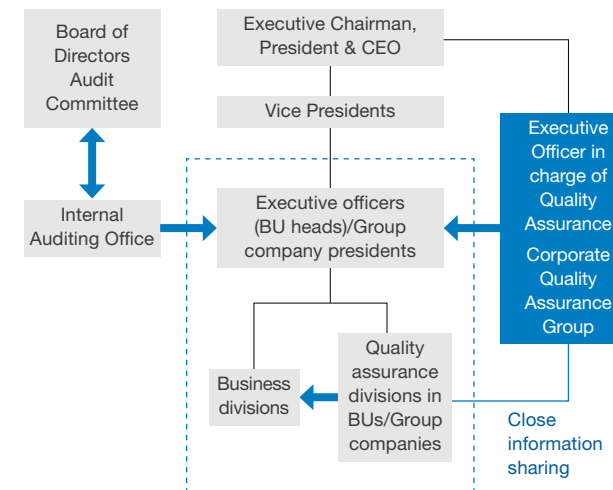 Board of
Directors
Audit
Committee
Executive Chairman,
President & CEO
Vice Presidents
Executive
Officer in
charge of
Quality
Assurance
Corporate
Quality
Assurance
Group
Internal
Auditing Office
Executive officers
(BU heads)/Group
company presidents
Business
divisions
Quality
assurance
divisions in
BUs/Group
companies
Close
information
sharing